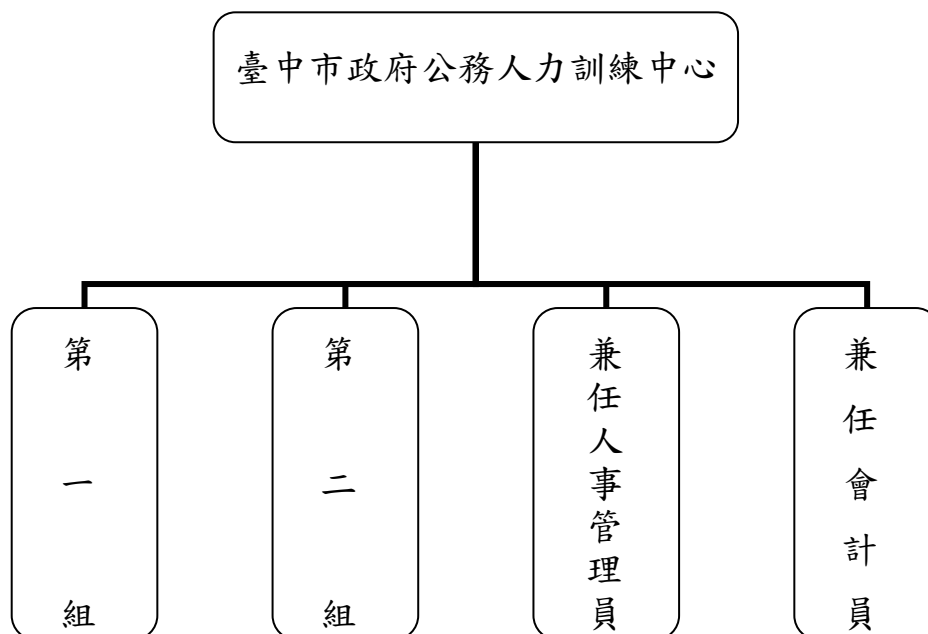 臺中市政府公務人力訓練中心
第一組
第二組
兼任人事管理員
兼任會計員